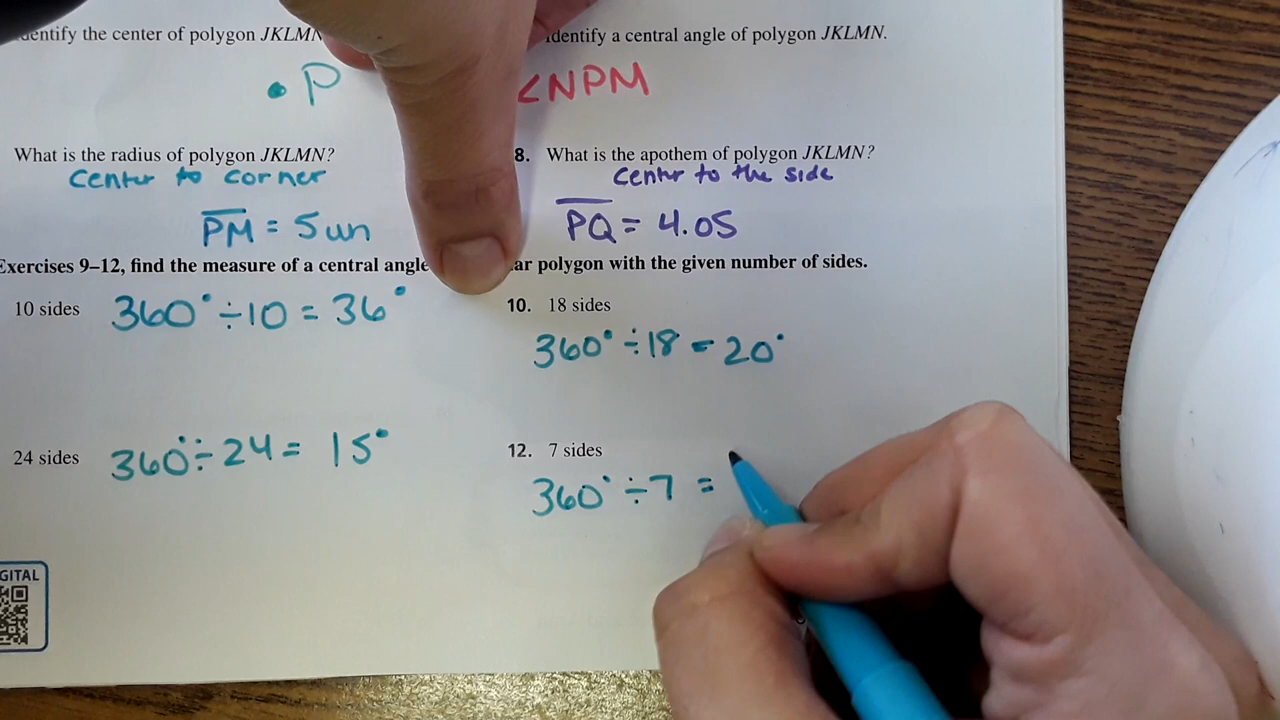 entify the center of polygon JKLMN
identify a central angle of polygon JKLMN.
• P
<NPM
What is the radius of polygon JKLMN?
Center to corner
PM = 5 un
8. What is the apothem of polygon JKLMN?
Center to the side
PQ = 4.05
Exercises 9–12, find the measure of a central angle ar polygon with the given number of sides.
10 sides 360° ÷ 10 = 36°
10. 18 sides
360° ÷ 18 = 20°
24 sides 360° ÷ 24 = 15°
12. 7 sides
360° ÷ 7 =
GITAL